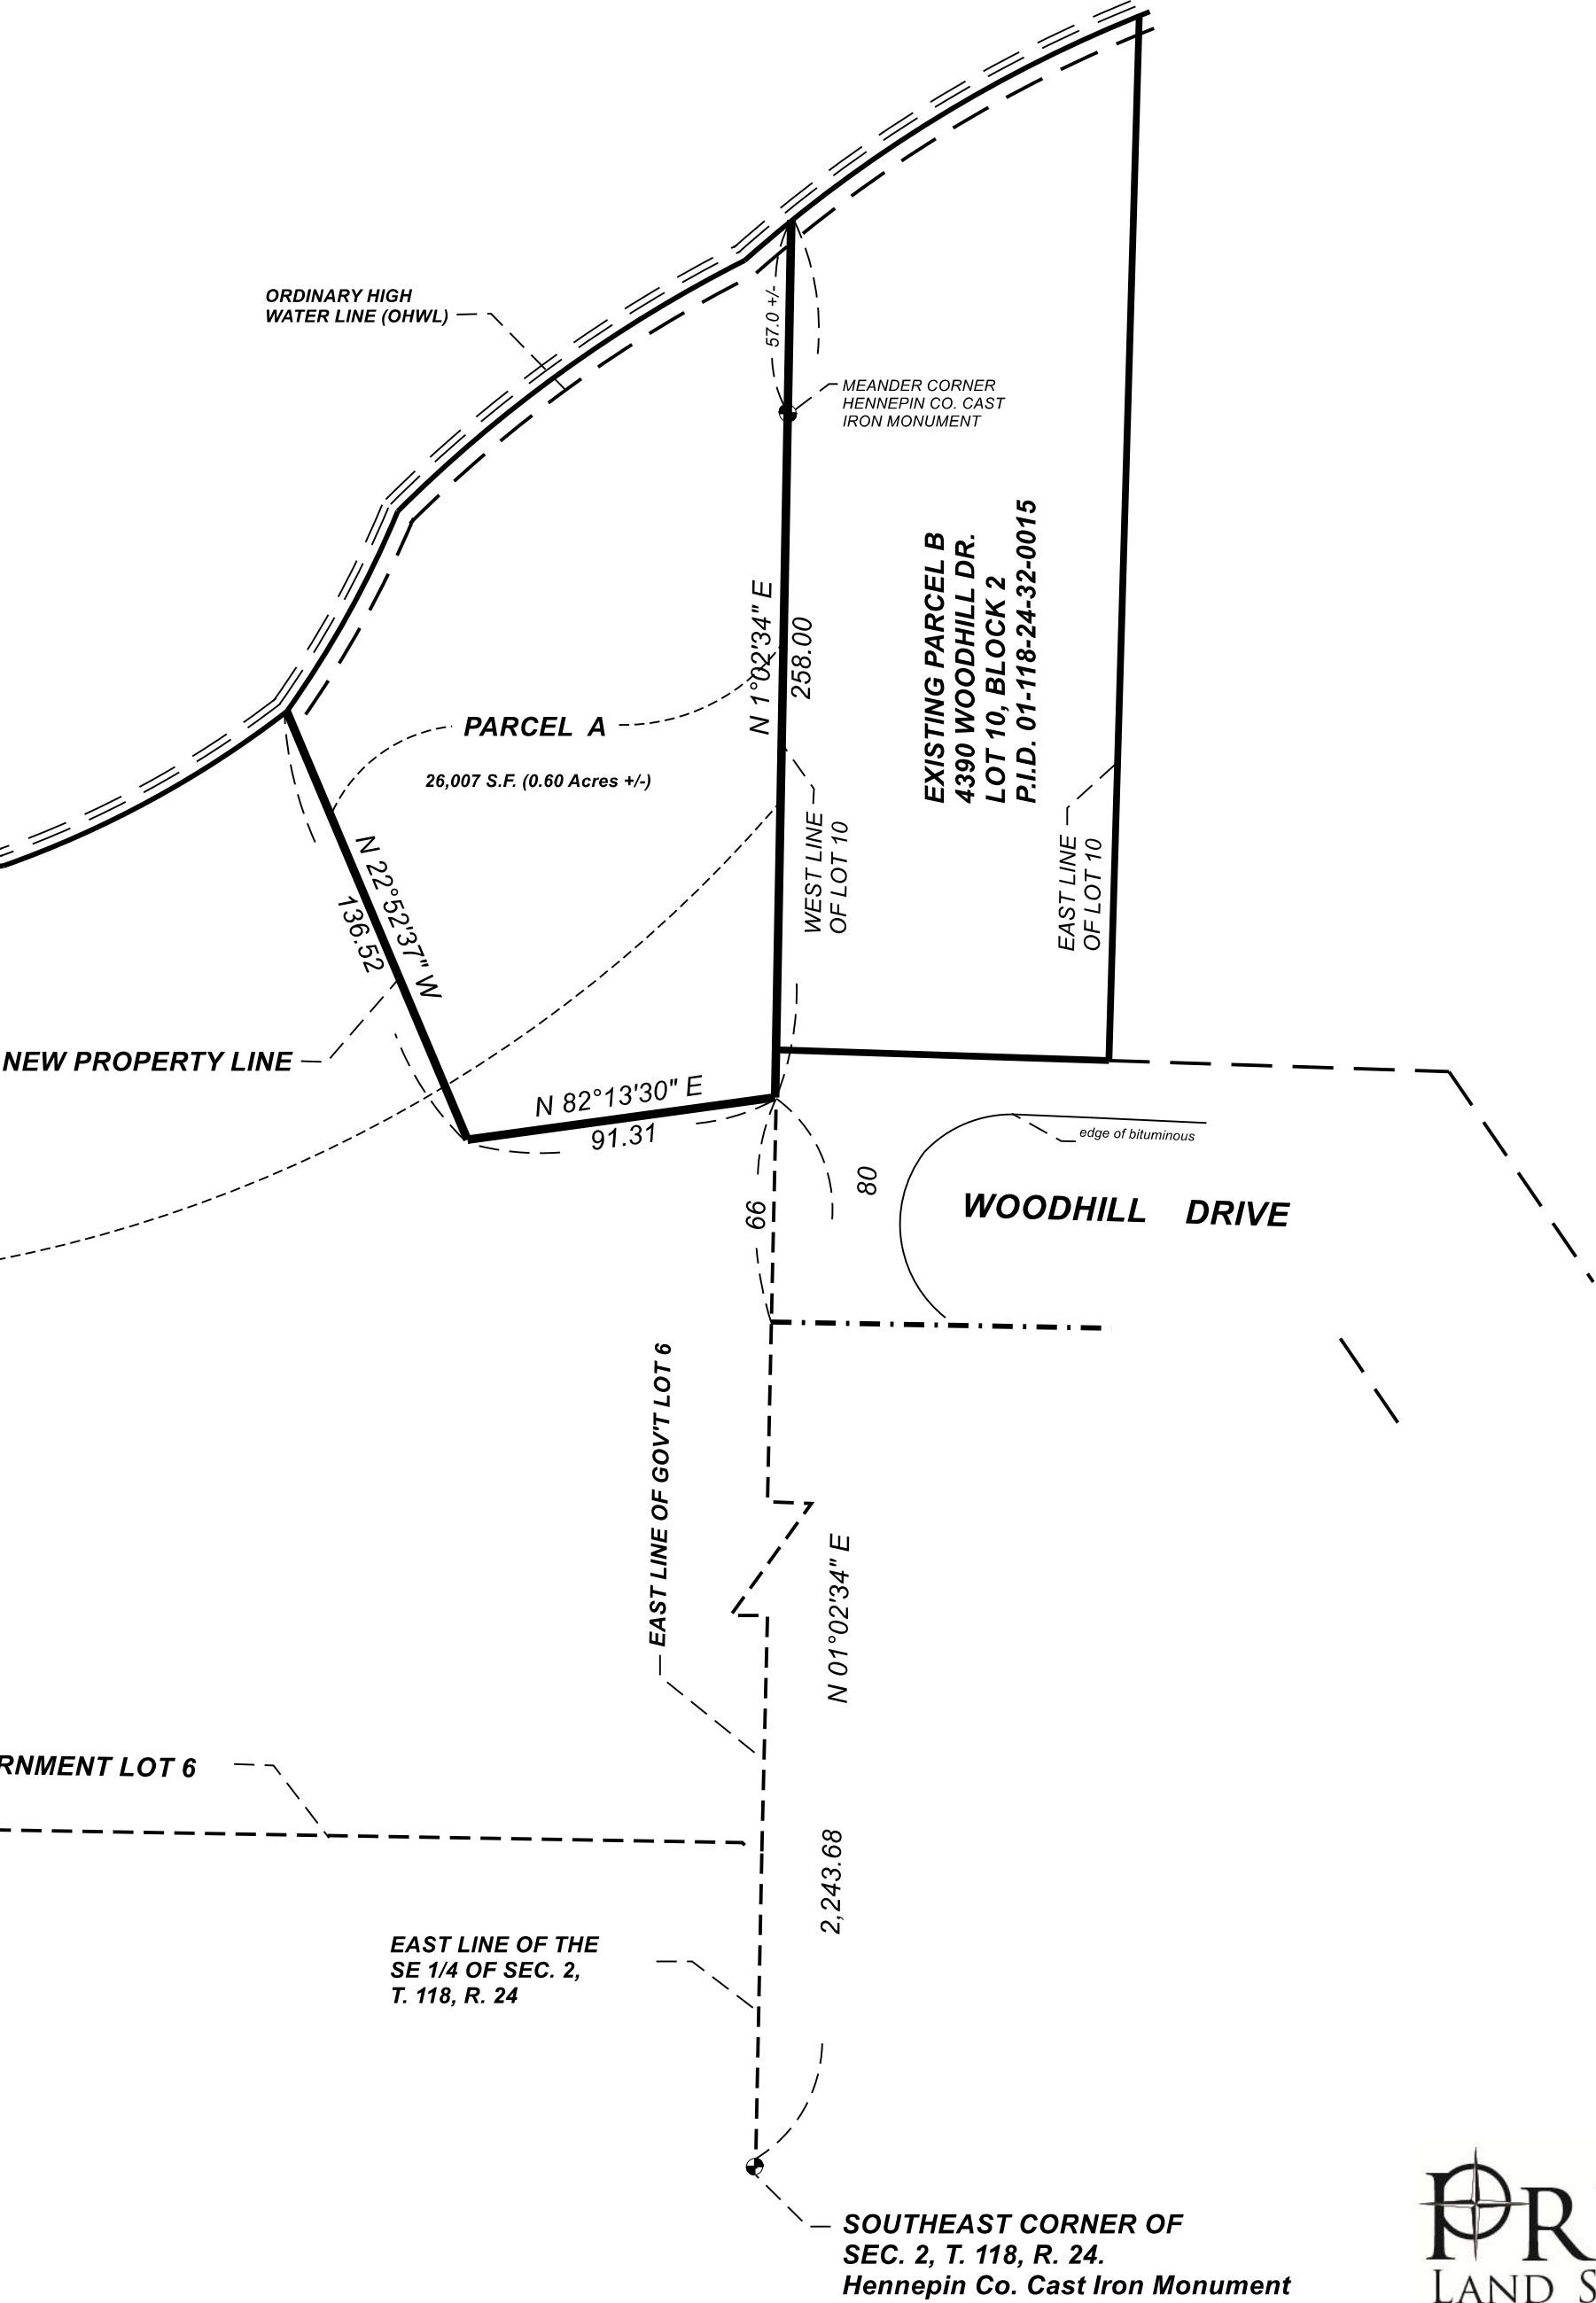 ORDINARY HIGH
WATER LINE (OHWL)
57.0 +/-
MEANDER CORNER
HENNEPIN CO. CAST
IRON MONUMENT
N 1°02'34" E
258.00
EXISTING PARCEL B
4390 WOODHILL DR.
LOT 10, BLOCK 2
P.I.D. 01-118-24-32-0015
PARCEL A
26,007 S.F. (0.60 Acres +/-)
WEST LINE
OF LOT 10
EAST LINE
OF LOT 10
N 22°52'37" W
136.52
NEW PROPERTY LINE
N 82°13'30" E
91.31
edge of bituminous
80
66
WOODHILL DRIVE
EAST LINE OF GOV'T LOT 6
N 01°02'34" E
RNMENT LOT 6
2,243.68
EAST LINE OF THE
SE 1/4 OF SEC. 2,
T. 118, R. 24
SOUTHEAST CORNER OF
SEC. 2, T. 118, R. 24.
Hennepin Co. Cast Iron Monument
PR
LAND S